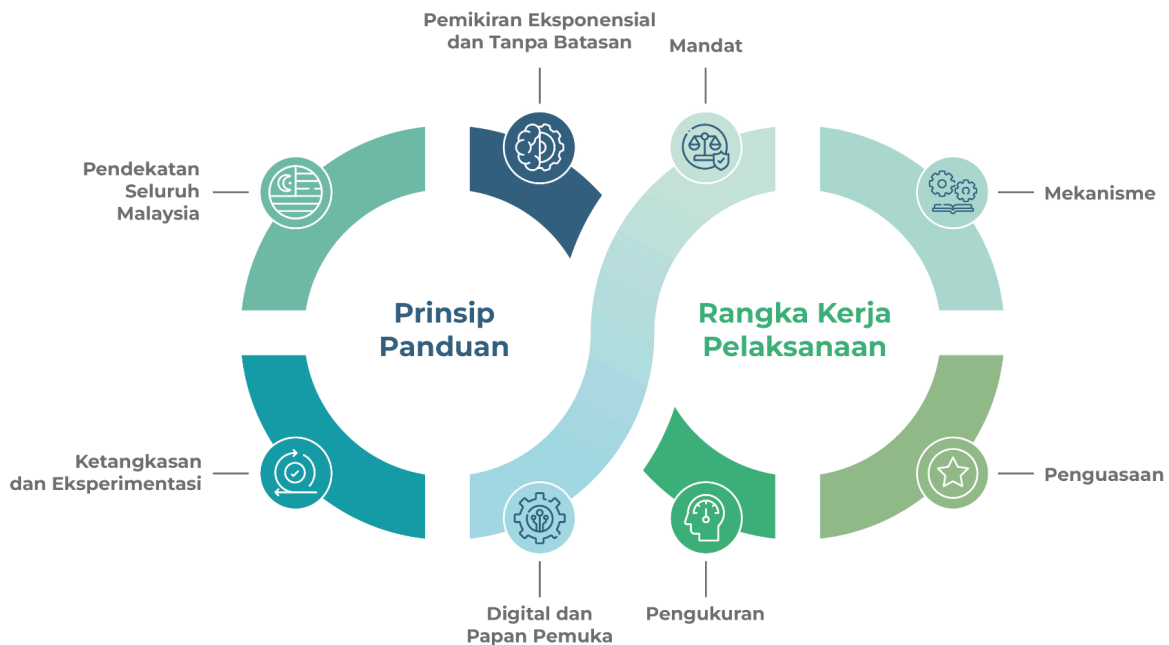 Pemikiran Eksponensial
dan Tanpa Batasan
Mandat
Pendekatan
Seluruh
Malaysia
Mekanisme
Prinsip
Panduan
Rangka Kerja
Pelaksanaan
Ketangkasan
dan Eksperimentasi
Penguasaan
Digital dan
Papan Pemuka
Pengukuran